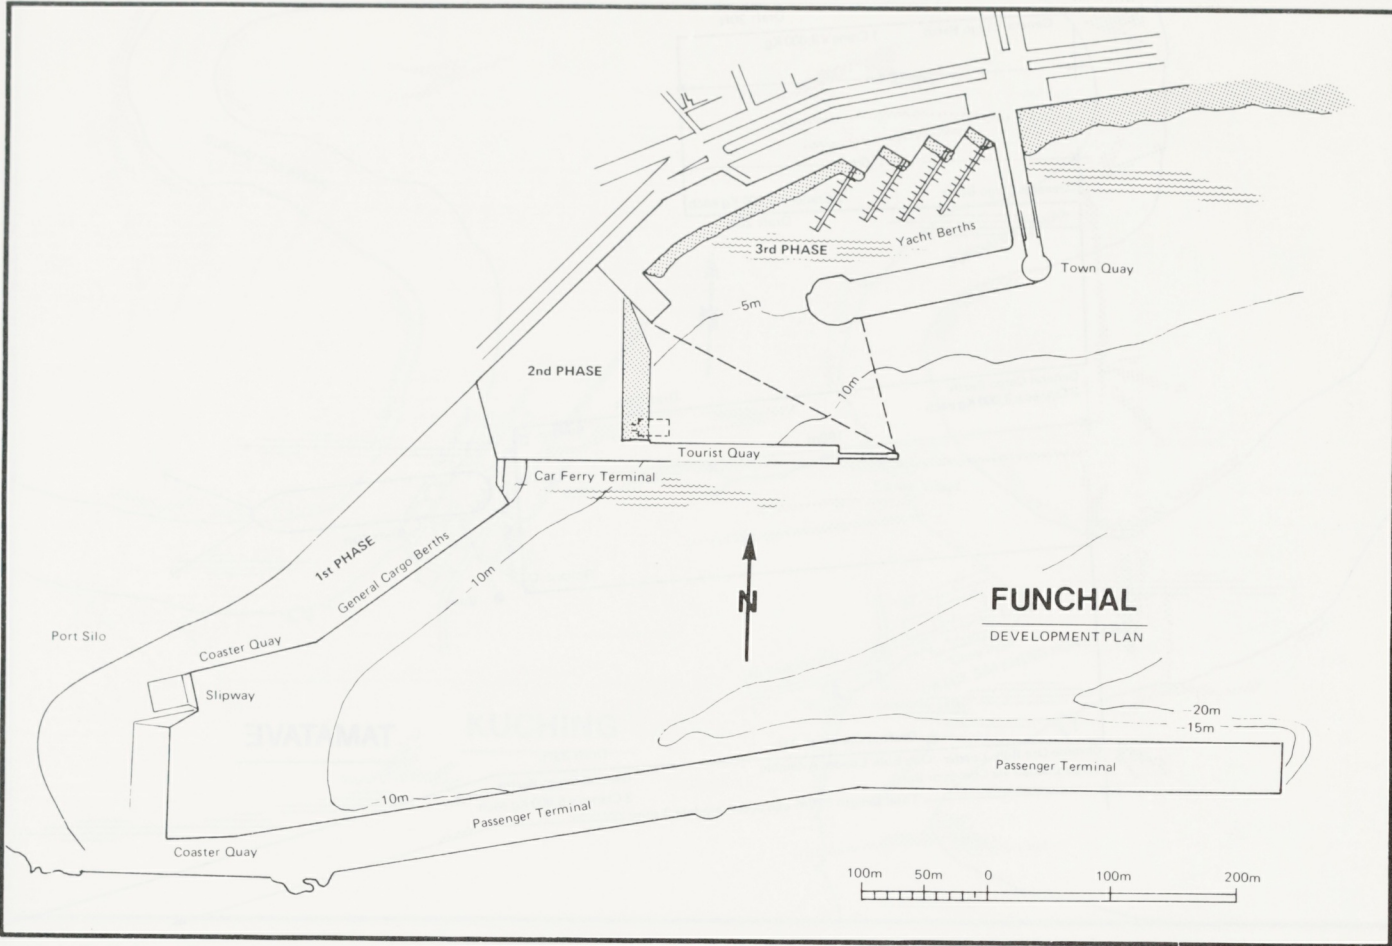 Yacht Berths
3rd PHASE
Town Quay
-5m
2nd PHASE
-10m
Tourist Quay
Car Ferry Terminal
1st PHASE
General Cargo Berths
-10m
N
FUNCHAL
DEVELOPMENT PLAN
Port Silo
Coaster Quay
Slipway
-20m
-15m
Passenger Terminal
-10m
Passenger Terminal
Coaster Quay
100m 50m 0 100m 200m